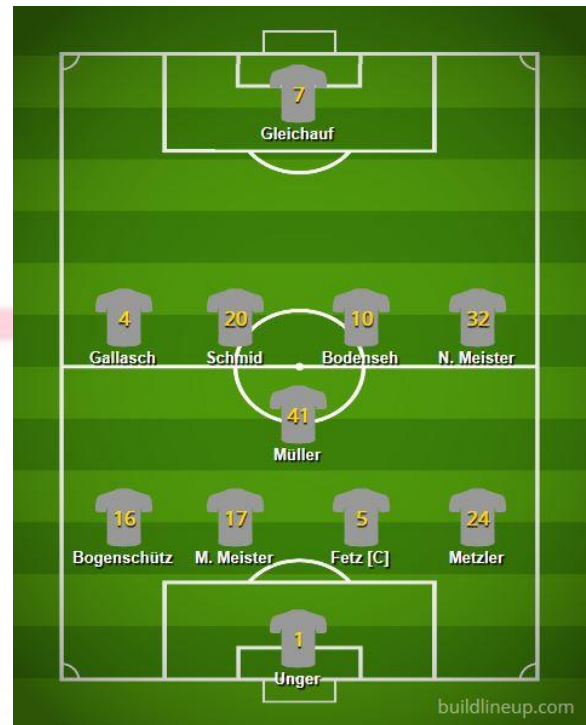 7
Gleichauf
4 20 10 32
Gallasch Schmid Bodenseh N. Meister
41
Müller
16 17 5 24
Bogenschütz M. Meister Fetz [C] Metzler
1
Unger
buildlineup.com